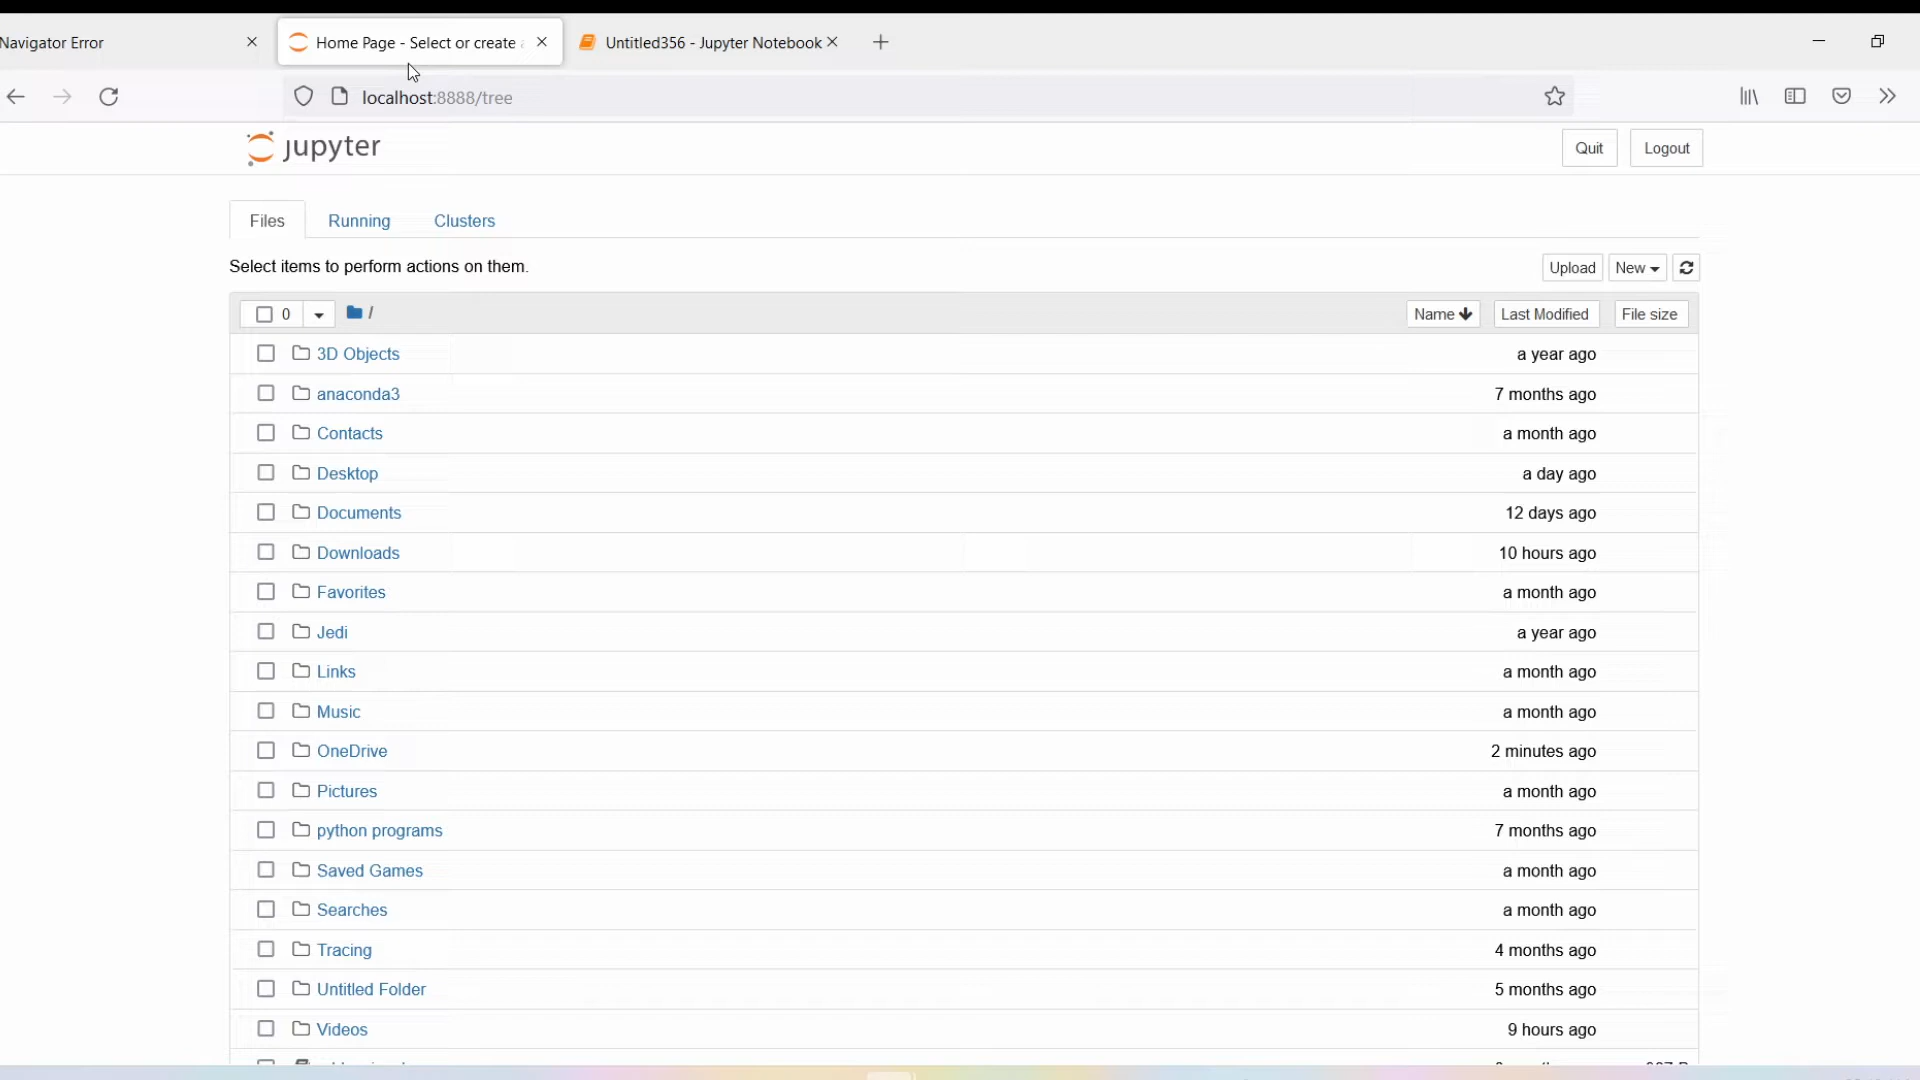 Navigator Error
Home Page - Select or create
Untitled356 - Jupyter Notebook
localhost:8888/tree
jupyter
Quit
Logout
Files
Running
Clusters
Select items to perform actions on them.
Upload
New
0
/
Name
Last Modified
File size
3D Objects a year ago
anaconda3 7 months ago
Contacts a month ago
Desktop a day ago
Documents 12 days ago
Downloads 10 hours ago
Favorites a month ago
Jedi a year ago
Links a month ago
Music a month ago
OneDrive 2 minutes ago
Pictures a month ago
python programs 7 months ago
Saved Games a month ago
Searches a month ago
Tracing 4 months ago
Untitled Folder 5 months ago
Videos 9 hours ago